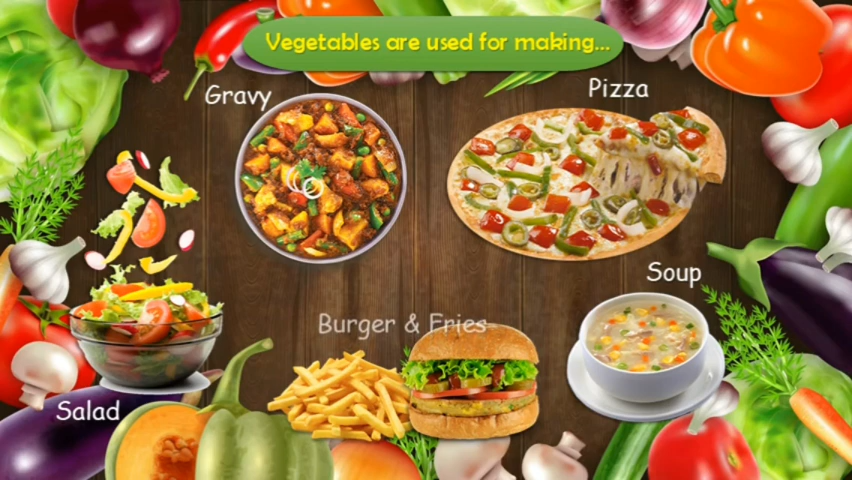 Vegetables are used for making...
Gravy
Pizza
Soup
Burger & Fries
Salad